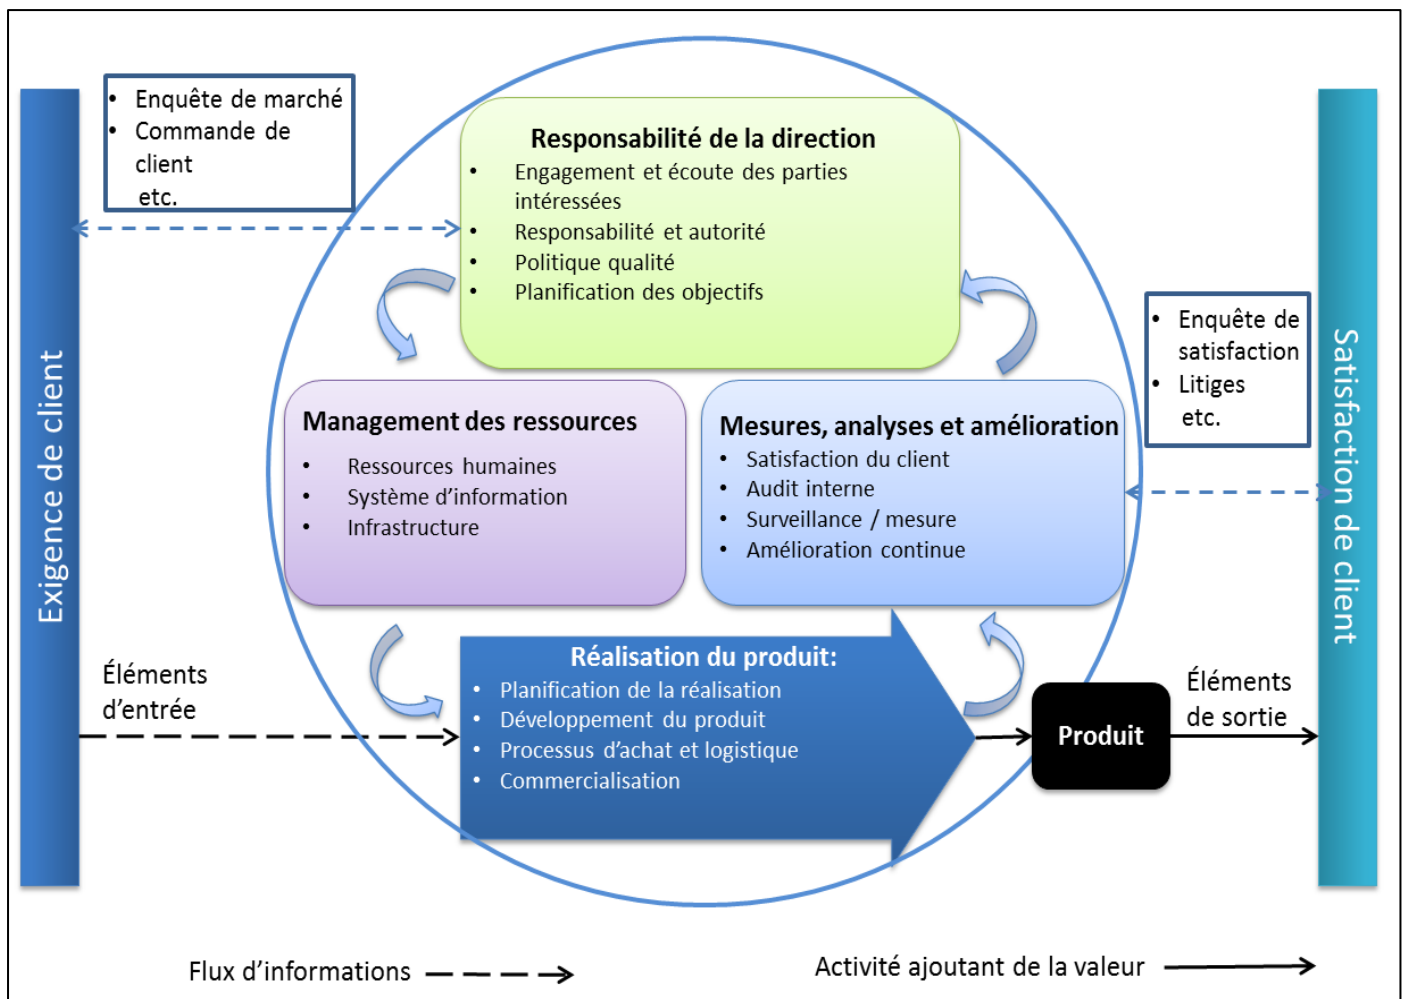 • Enquête de marché
• Commande de
client
etc.
Responsabilité de la direction
• Engagement et écoute des parties
intéressées
• Responsabilité et autorité
• Politique qualité
• Planification des objectifs
Exigence de client
• Enquête de
satisfaction
• Litiges
etc.
Satisfaction de client
Management des ressources
• Ressources humaines
• Système d’information
• Infrastructure
Mesures, analyses et amélioration
• Satisfaction du client
• Audit interne
• Surveillance / mesure
• Amélioration continue
Éléments
d’entrée
Réalisation du produit:
• Planification de la réalisation
• Développement du produit
• Processus d’achat et logistique
• Commercialisation
Produit
Éléments
de sortie
Flux d’informations
Activité ajoutant de la valeur